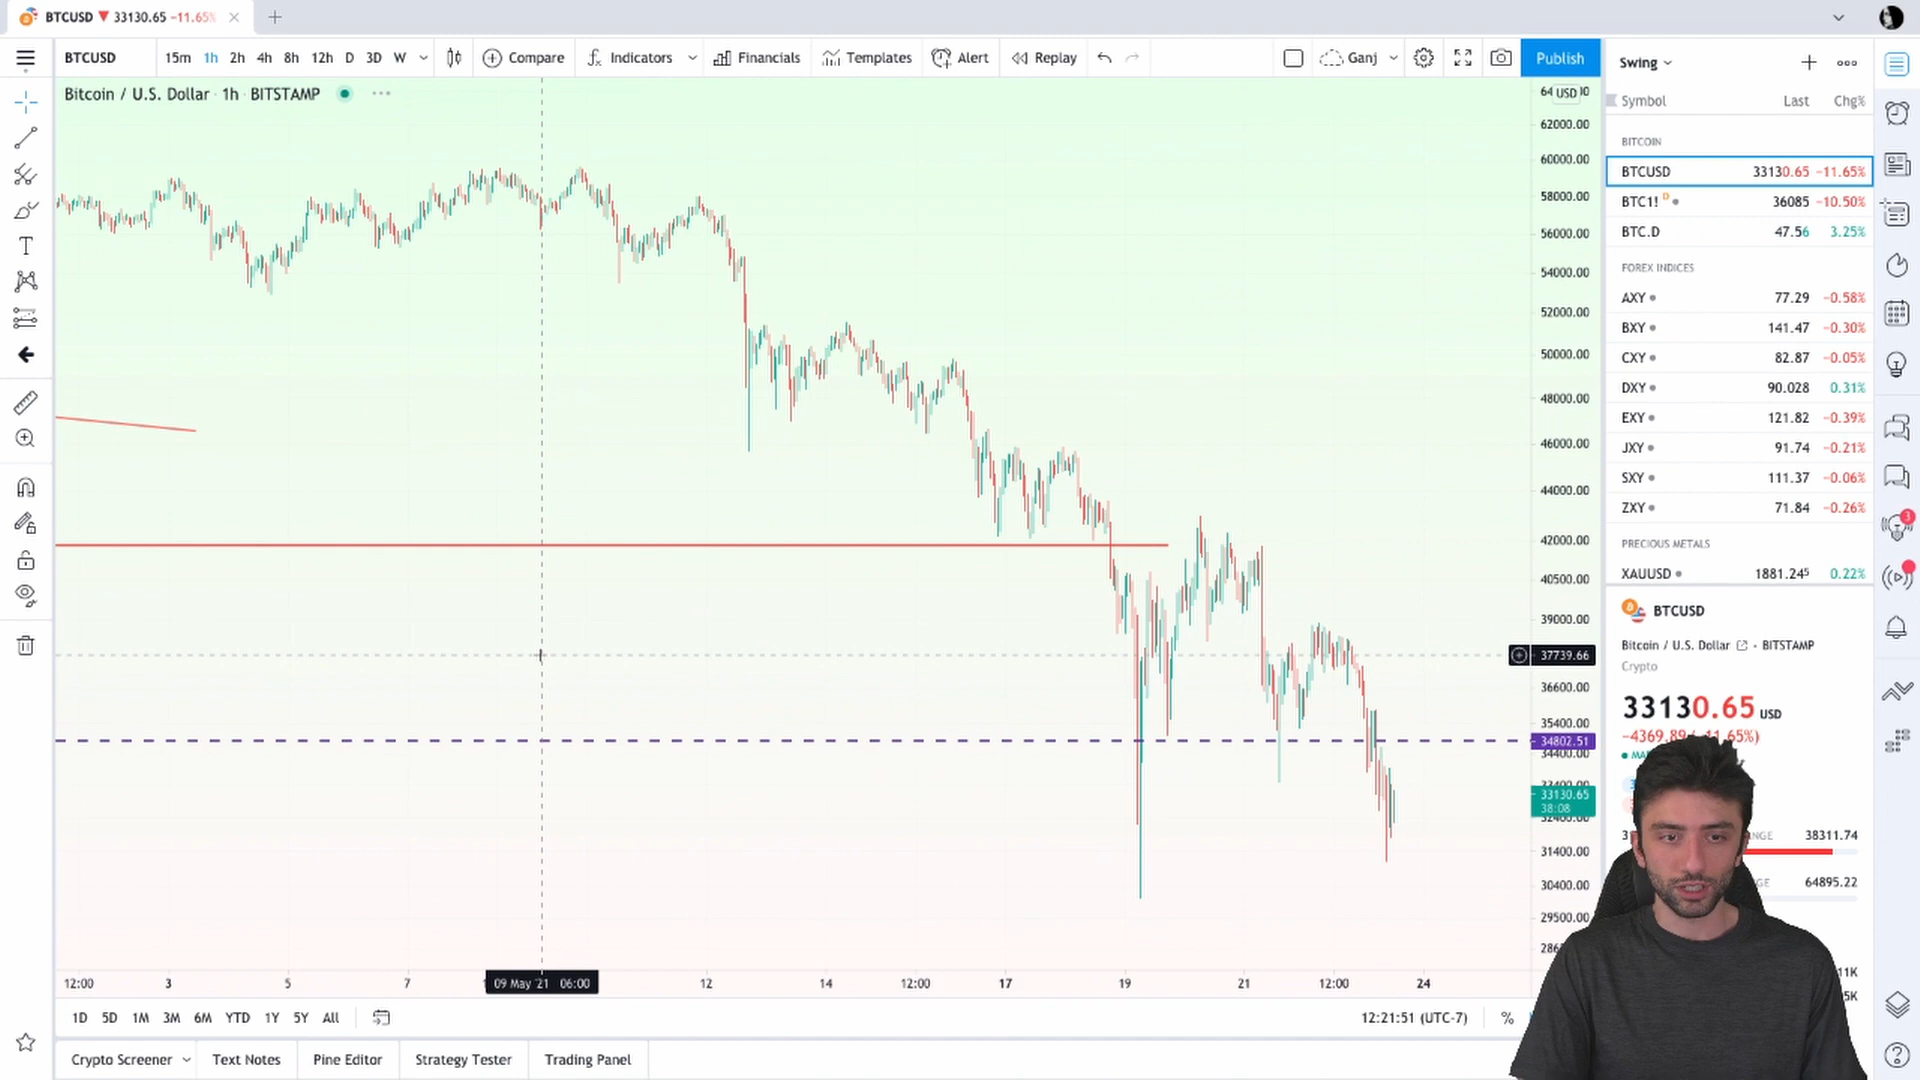 BTCUSD ▼ 33130.65 −11.65%
BTCUSD 15m 1h 2h 4h 8h 12h D 3D W Compare Indicators Financials Templates Alert Replay Ganj Publish
Bitcoin / U.S. Dollar · 1h · BITSTAMP
USD
62000.00
60000.00
58000.00
56000.00
54000.00
52000.00
50000.00
48000.00
46000.00
44000.00
42000.00
40500.00
39000.00
37739.66
36600.00
35400.00
34802.51
34400.00
33130.65
38:08
32400.00
31400.00
30400.00
29500.00
12:00 3 5 7 09 May '21 06:00 12 14 12:00 17 19 21 12:00 24
1D 5D 1M 3M 6M YTD 1Y 5Y All 12:21:51 (UTC-7) %
Crypto Screener Text Notes Pine Editor Strategy Tester Trading Panel
Swing
Symbol Last Chg%
BITCOIN
BTCUSD 33130.65 −11.65%
BTC1! D 36085 −10.50%
BTC.D 47.56 3.25%
FOREX INDICES
AXY 77.29 −0.58%
BXY 141.47 −0.30%
CXY 82.87 −0.05%
DXY 90.028 0.31%
EXY 121.82 −0.39%
JXY 91.74 −0.21%
SXY 111.37 −0.06%
ZXY 71.84 −0.26%
PRECIOUS METALS
XAUUSD 1881.245 0.22%
3
BTCUSD
Bitcoin / U.S. Dollar · BITSTAMP
Crypto
33130.65 USD
38311.74
64895.22